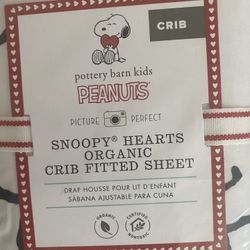 CRIB
pottery barn kids
PEANUTS
PICTURE PERFECT
SNOOPY® HEARTS
ORGANIC
CRIB FITTED SHEET
DRAP HOUSSE POUR LIT D'ENFANT
SÁBANA AJUSTABLE PARA CUNA
ORGANIC
CERTIFIED
NONTOXIC